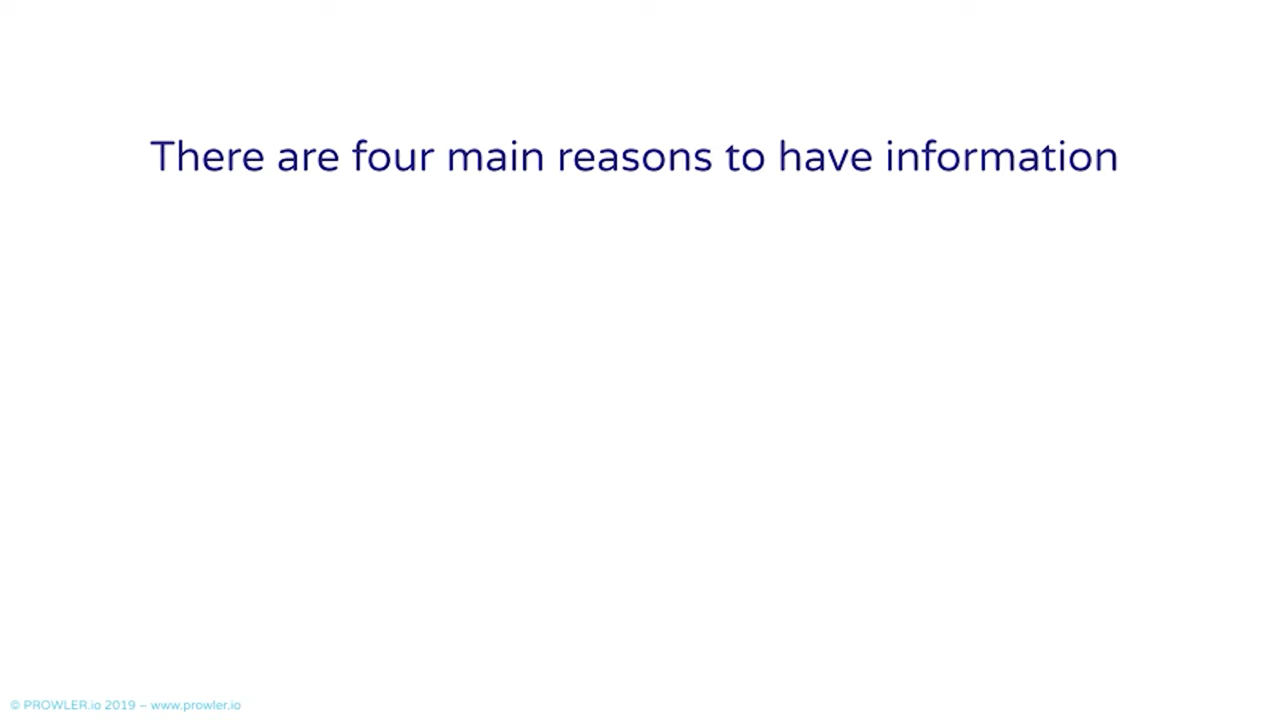 There are four main reasons to have information
© PROWLER.io 2019 – www.prowler.io